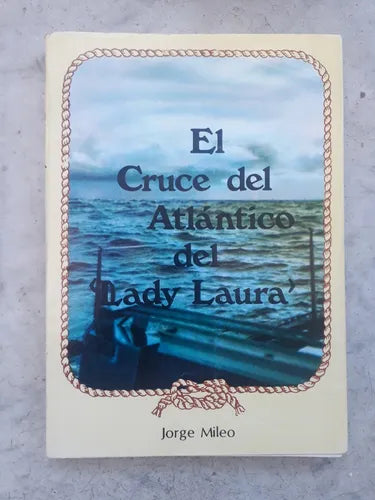 El
Cruce del
Atlántico
del
'Lady Laura'
Jorge Mileo